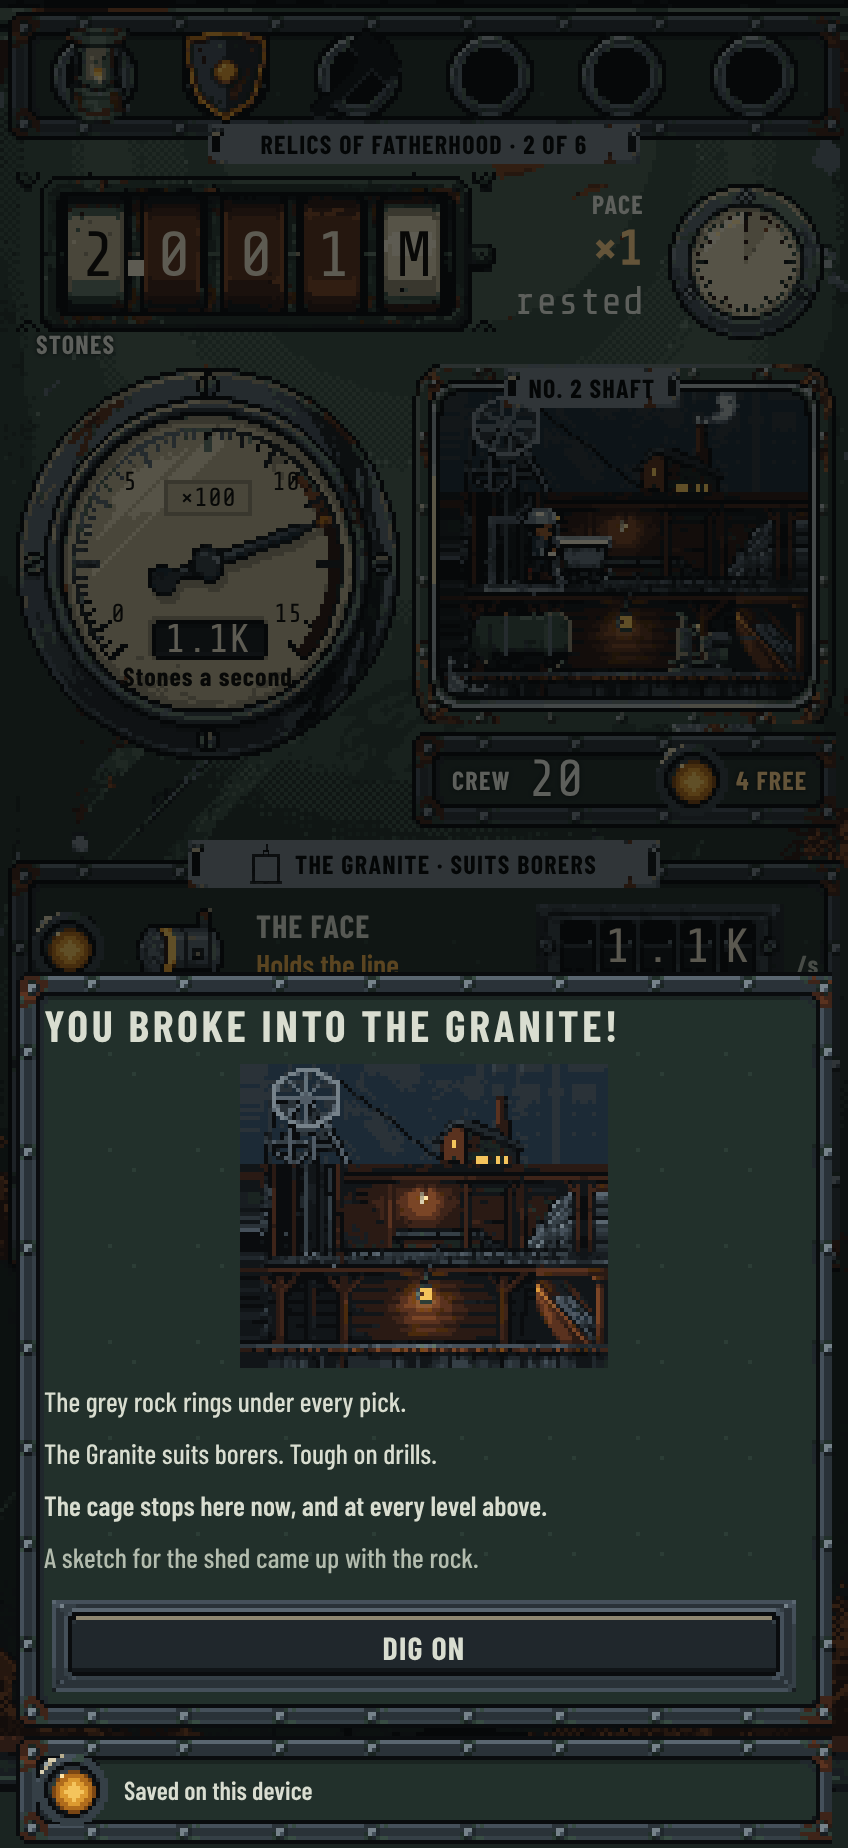 RELICS OF FATHERHOOD · 2 OF 6
2.001M
STONES
PACE
×1
rested
5
×100
10
0
15
1.1K
Stones a second
NO. 2 SHAFT
CREW 20 4 FREE
THE GRANITE · SUITS BORERS
THE FACE
Holds the line
1.1K /s
YOU BROKE INTO THE GRANITE!
The grey rock rings under every pick.
The Granite suits borers. Tough on drills.
The cage stops here now, and at every level above.
A sketch for the shed came up with the rock.
DIG ON
Saved on this device